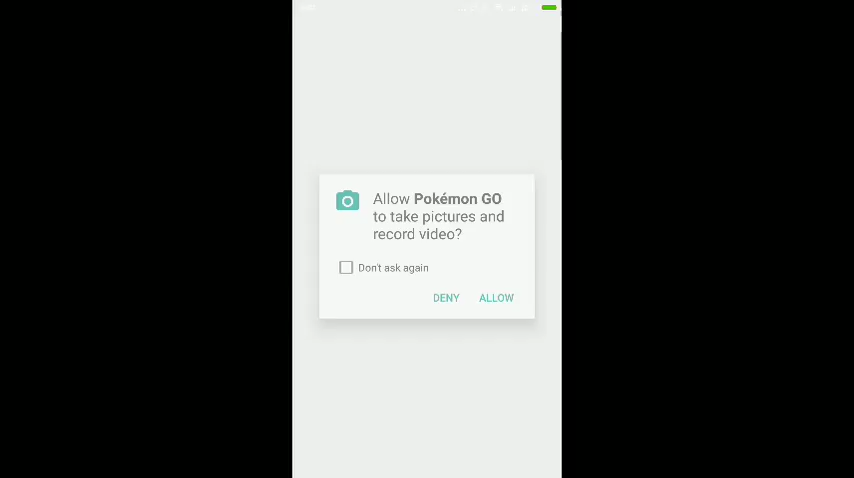 Allow Pokémon GO
to take pictures and
record video?
Don't ask again
DENY ALLOW